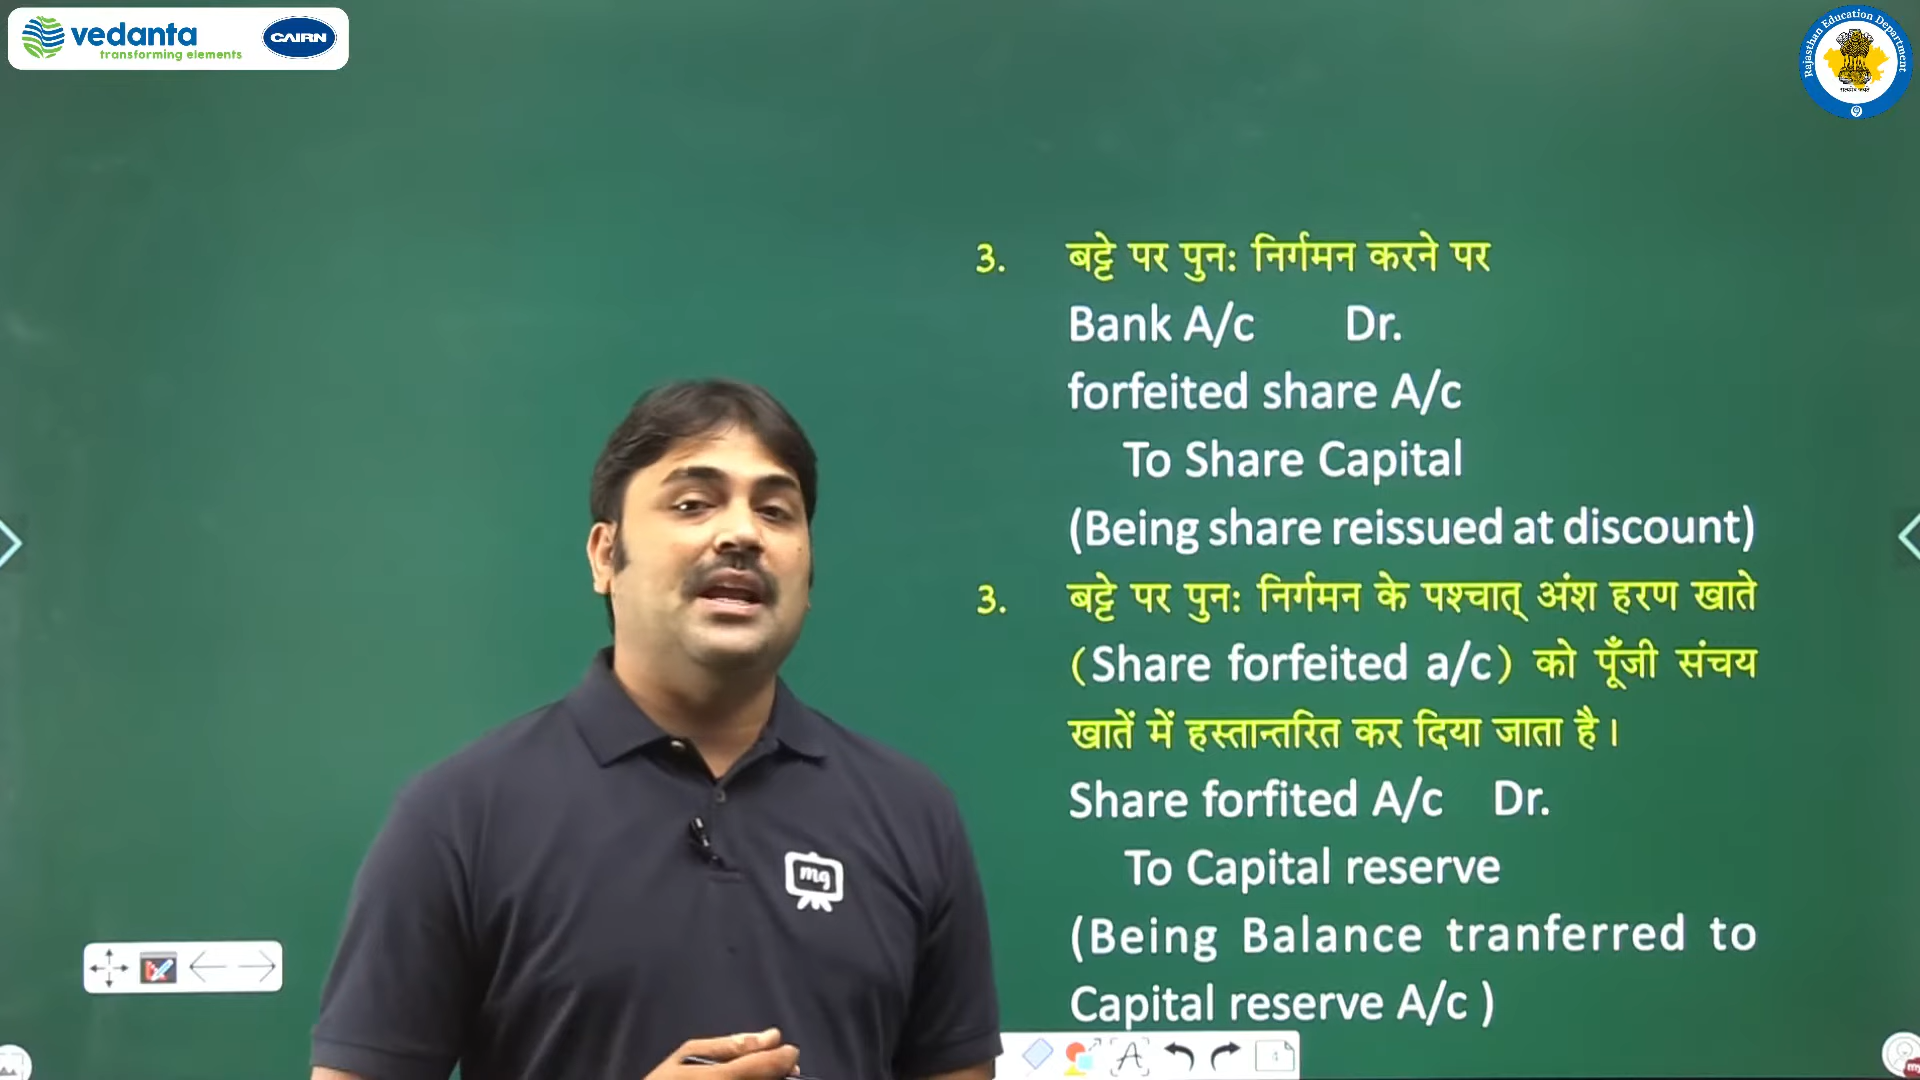 vedanta
transforming elements
CAIRN
Rajasthan Education Department
3. बट्टे पर पुनः निर्गमन करने पर
Bank A/c Dr.
forfeited share A/c
To Share Capital
(Being share reissued at discount)
3. बट्टे पर पुनः निर्गमन के पश्चात् अंश हरण खाते
(Share forfeited a/c) को पूँजी संचय
खातें में हस्तान्तरित कर दिया जाता है।
Share forfited A/c Dr.
To Capital reserve
(Being Balance tranferred to
Capital reserve A/c )
mg
A